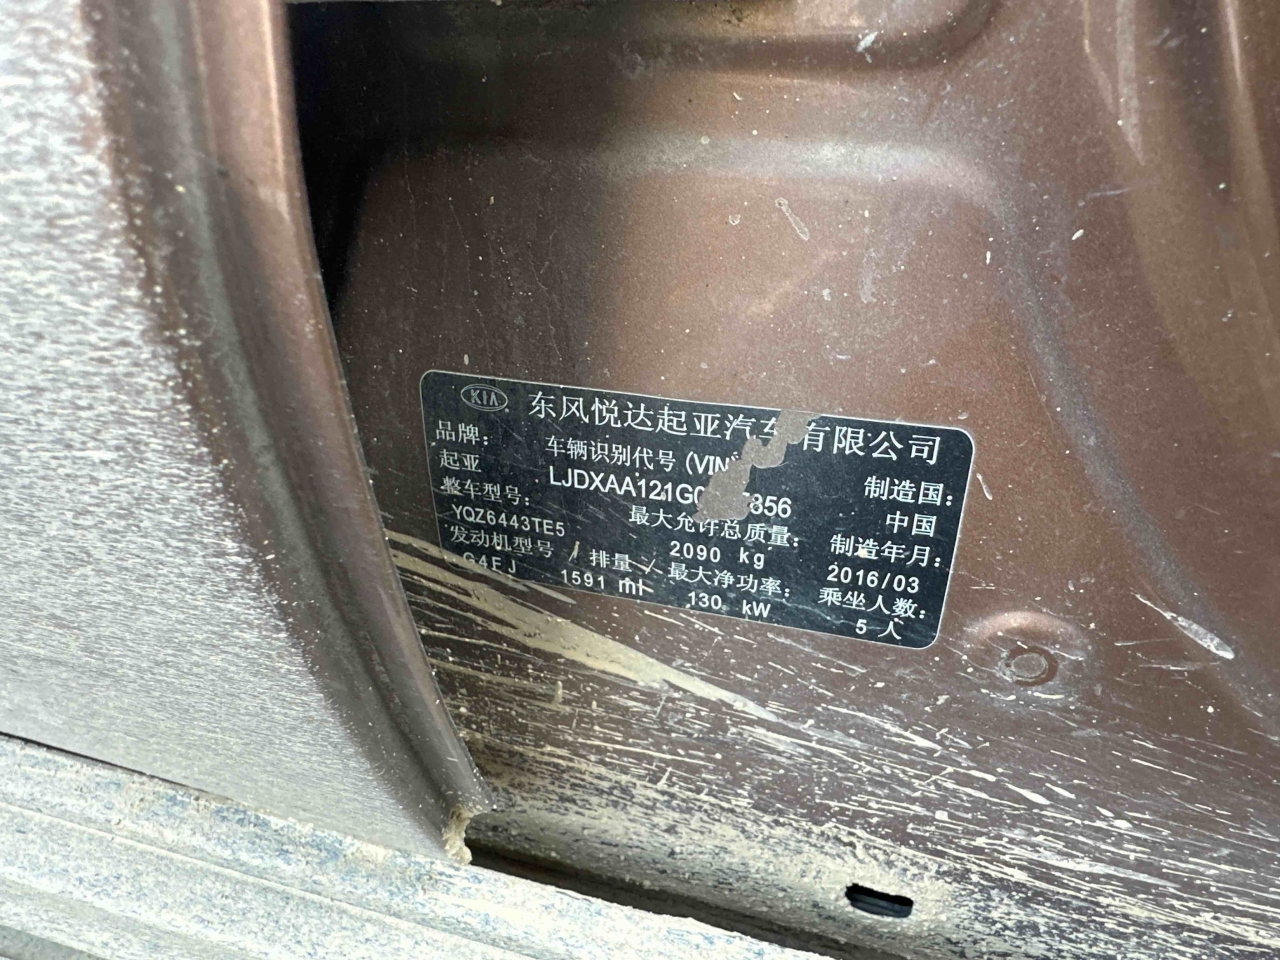 KIA 东风悦达起亚汽车有限公司
品牌： 车辆识别代号 (VIN) 制造国：
起亚 中国
整车型号： 最大允许总质量： 制造年月：
YQZ6443TE5 2090 kg 2016/03
发动机型号 / 排量 / 最大净功率： 乘坐人数：
G4FJ 1591 ml 130 kW 5 人